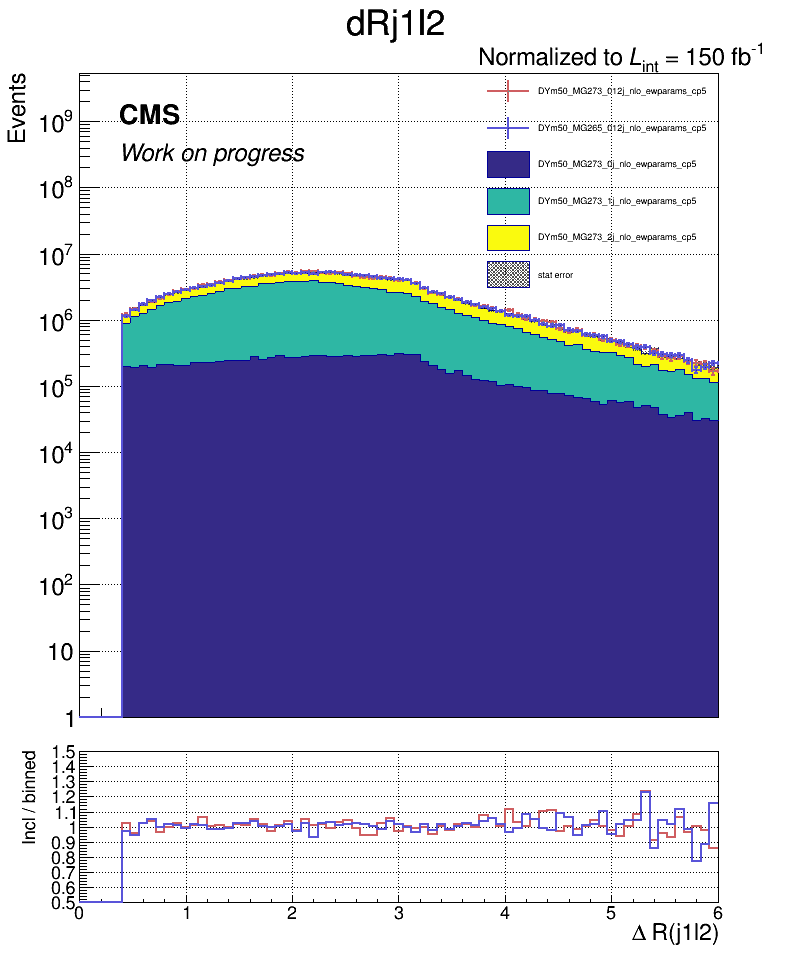 dRj1l2
Normalized to Lint = 150 fb-1
Events
CMS
Work on progress
DYm50_MG273_012j_nlo_ewparams_cp5
DYm50_MG265_012j_nlo_ewparams_cp5
DYm50_MG273_0j_nlo_ewparams_cp5
DYm50_MG273_1j_nlo_ewparams_cp5
DYm50_MG273_2j_nlo_ewparams_cp5
stat error
10^9
10^8
10^7
10^6
10^5
10^4
10^3
10^2
10
1
Incl / binned
1.5
1.4
1.3
1.2
1.1
1
0.9
0.8
0.7
0.6
0.5
0 1 2 3 4 5 6
Δ R(j1l2)